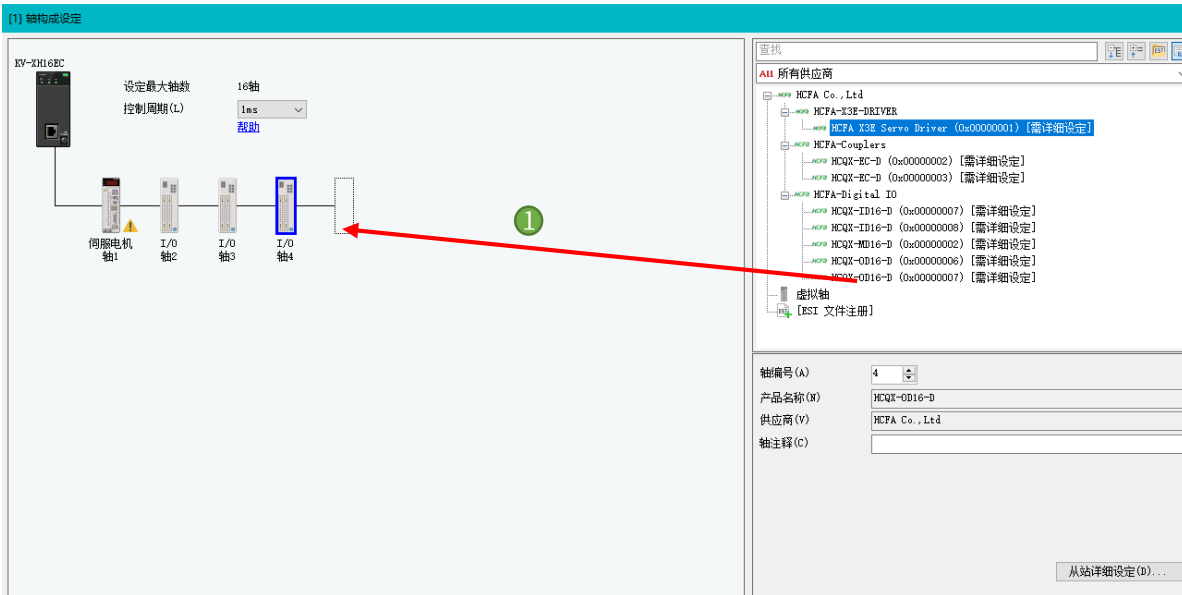 [1] 轴构成设定
KV-XH16EC
设定最大轴数 16轴
控制周期(L) 1ms
帮助
伺服电机 I/O I/O I/O
轴1 轴2 轴3 轴4
1
查找
All 所有供应商
HCFA Co.,Ltd
HCFA-X3E-DRIVER
HCFA X3E Servo Driver (0x00000001) [需详细设定]
HCFA-Couplers
HCQX-EC-D (0x00000002) [需详细设定]
HCQX-EC-D (0x00000003) [需详细设定]
HCFA-Digital IO
HCQX-ID16-D (0x00000007) [需详细设定]
HCQX-ID16-D (0x00000008) [需详细设定]
HCQX-MD16-D (0x00000002) [需详细设定]
HCQX-OD16-D (0x00000006) [需详细设定]
HCQX-OD16-D (0x00000007) [需详细设定]
虚拟轴
[ESI 文件注册]
轴编号(A) 4
产品名称(N) HCQX-OD16-D
供应商(V) HCFA Co.,Ltd
轴注释(C)
从站详细设定(D)...